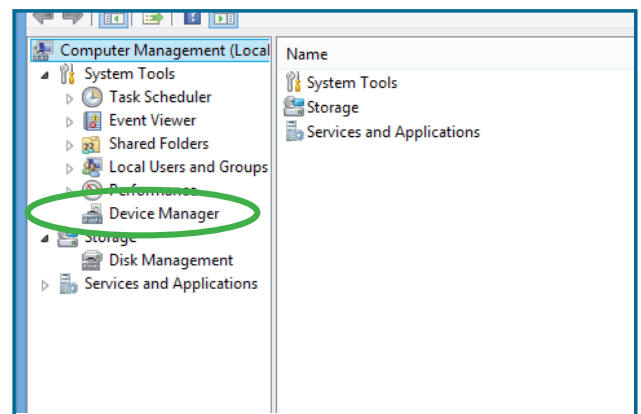 Computer Management (Local
System Tools
Task Scheduler
Event Viewer
Shared Folders
Local Users and Groups
Performance
Device Manager
Storage
Disk Management
Services and Applications
Name
System Tools
Storage
Services and Applications